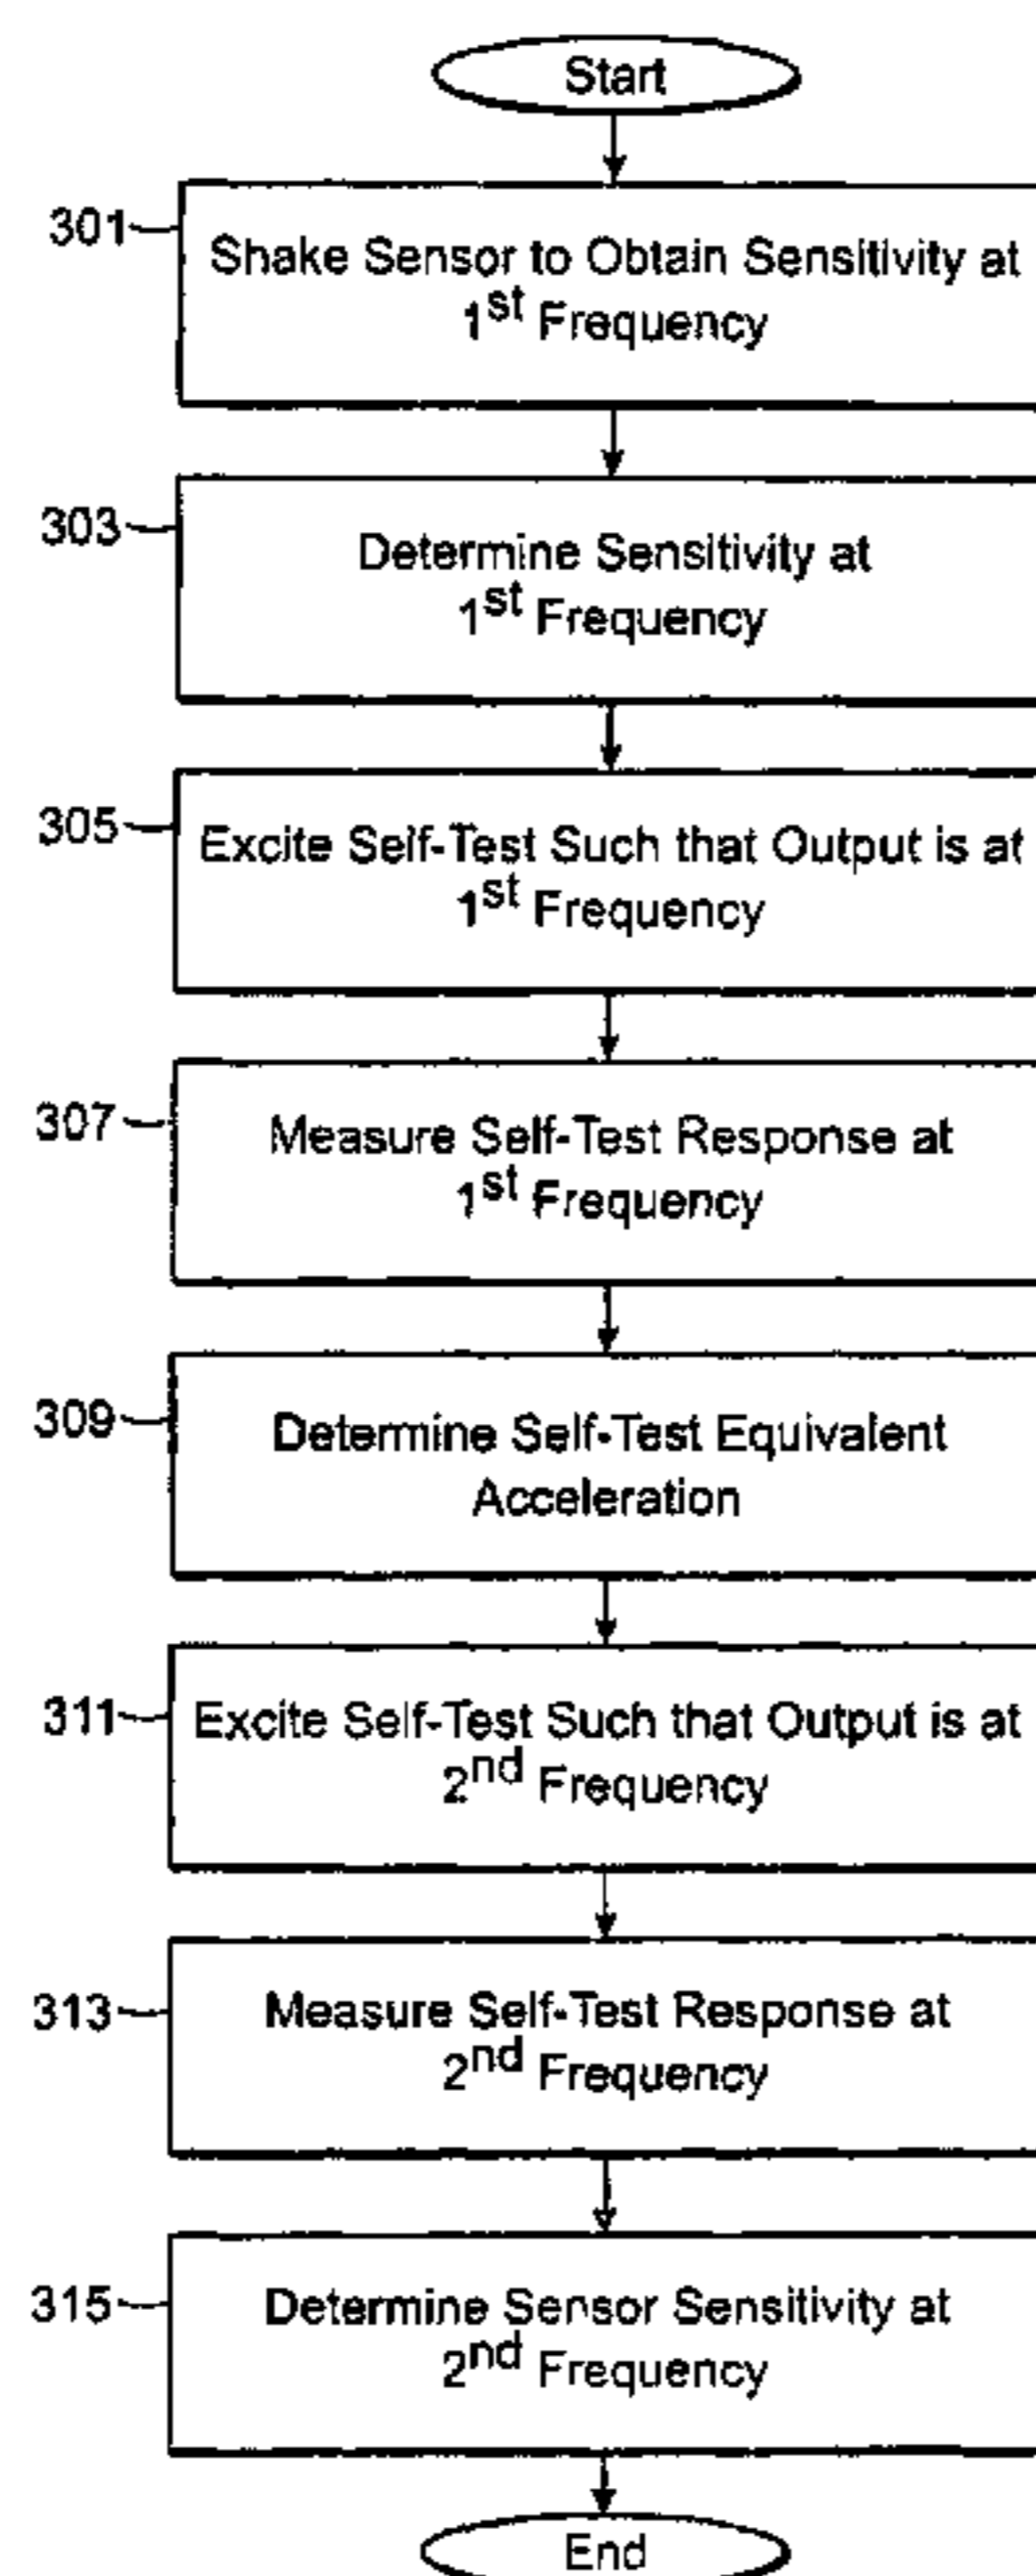 Start
301
Shake Sensor to Obtain Sensitivity at
1st Frequency
303
Determine Sensitivity at
1st Frequency
305
Excite Self-Test Such that Output is at
1st Frequency
307
Measure Self-Test Response at
1st Frequency
309
Determine Self-Test Equivalent
Acceleration
311
Excite Self-Test Such that Output is at
2nd Frequency
313
Measure Self-Test Response at
2nd Frequency
315
Determine Sensor Sensitivity at
2nd Frequency
End